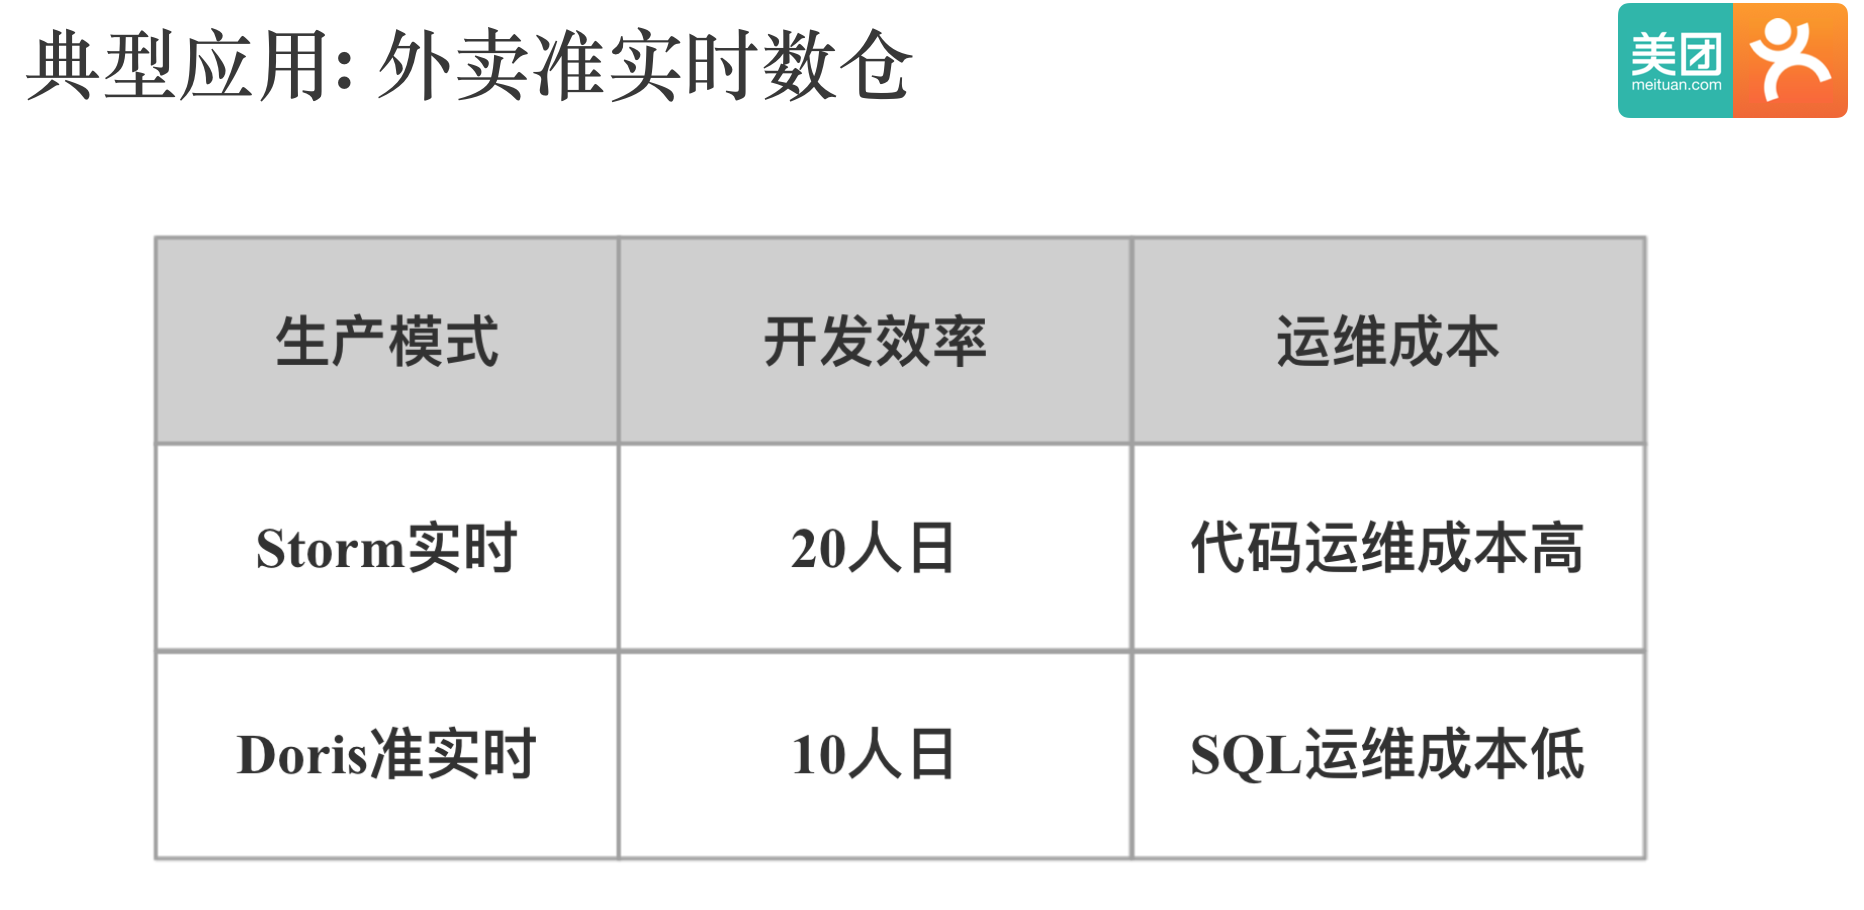 典型应用: 外卖准实时数仓
美团
meituan.com
生产模式 开发效率 运维成本
Storm实时 20人日 代码运维成本高
Doris准实时 10人日 SQL运维成本低